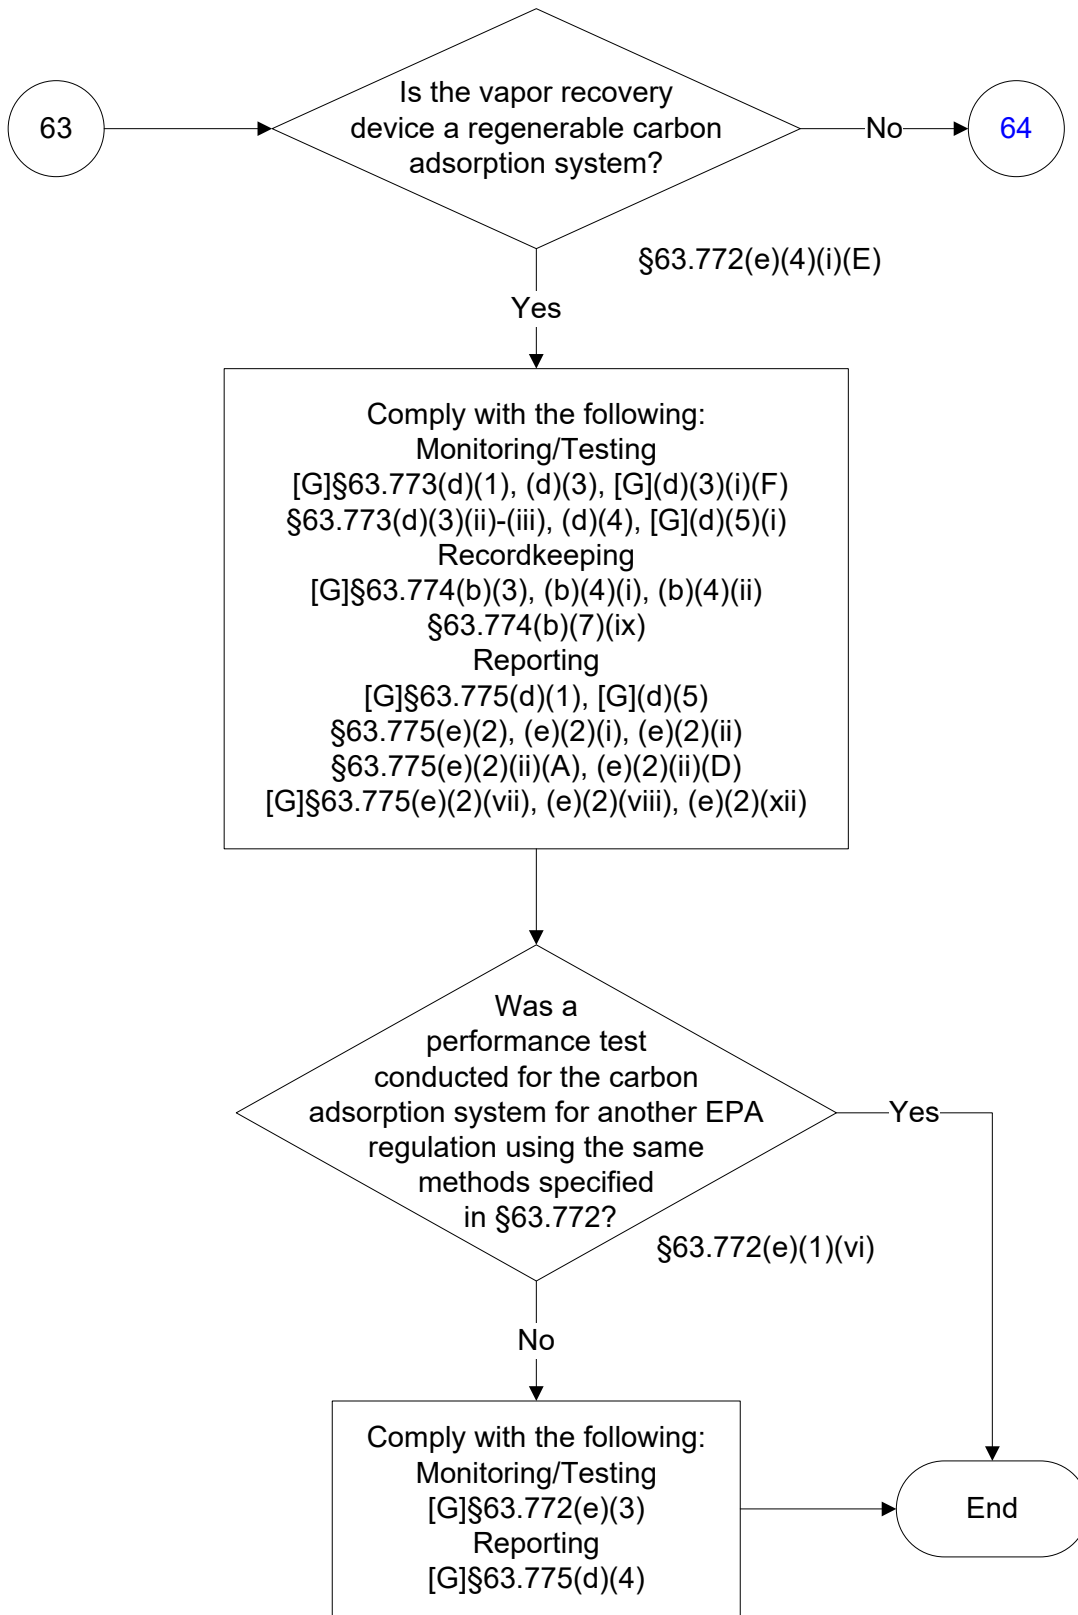 63
Is the vapor recovery
device a regenerable carbon
adsorption system?
No
64
§63.772(e)(4)(i)(E)
Yes
Comply with the following:
Monitoring/Testing
[G]§63.773(d)(1), (d)(3), [G](d)(3)(i)(F)
§63.773(d)(3)(ii)-(iii), (d)(4), [G](d)(5)(i)
Recordkeeping
[G]§63.774(b)(3), (b)(4)(i), (b)(4)(ii)
§63.774(b)(7)(ix)
Reporting
[G]§63.775(d)(1), [G](d)(5)
§63.775(e)(2), (e)(2)(i), (e)(2)(ii)
§63.775(e)(2)(ii)(A), (e)(2)(ii)(D)
[G]§63.775(e)(2)(vii), (e)(2)(viii), (e)(2)(xii)
Was a
performance test
conducted for the carbon
adsorption system for another EPA
regulation using the same
methods specified
in §63.772?
Yes
§63.772(e)(1)(vi)
No
Comply with the following:
Monitoring/Testing
[G]§63.772(e)(3)
Reporting
[G]§63.775(d)(4)
End